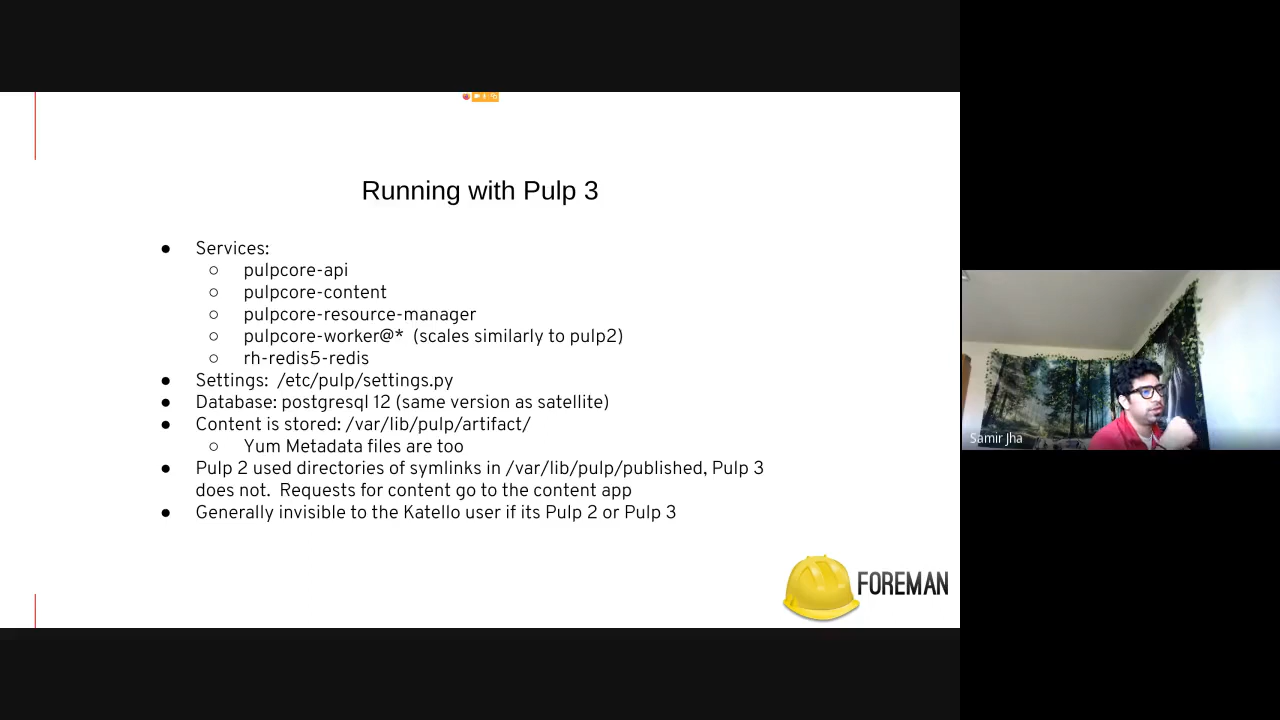 Running with Pulp 3
● Services:
○ pulpcore-api
○ pulpcore-content
○ pulpcore-resource-manager
○ pulpcore-worker@* (scales similarly to pulp2)
○ rh-redis5-redis
● Settings: /etc/pulp/settings.py
● Database: postgresql 12 (same version as satellite)
● Content is stored: /var/lib/pulp/artifact/
○ Yum Metadata files are too
● Pulp 2 used directories of symlinks in /var/lib/pulp/published, Pulp 3
does not. Requests for content go to the content app
● Generally invisible to the Katello user if its Pulp 2 or Pulp 3
FOREMAN
Samir Jha